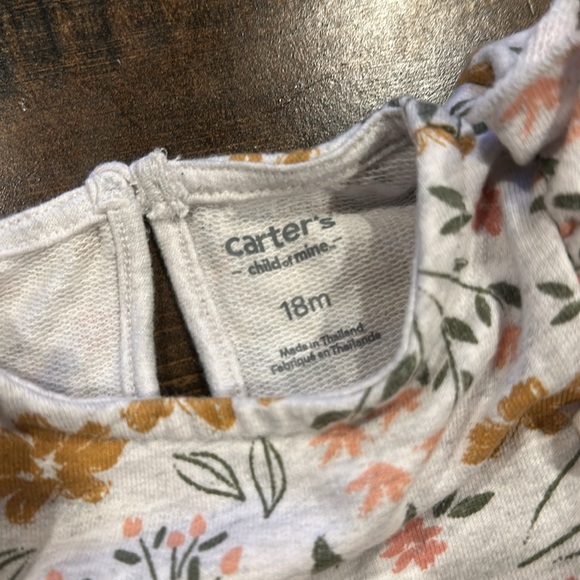 carter's
child of mine
18m
Made in Thailand
Fabriqué en Thaïlande